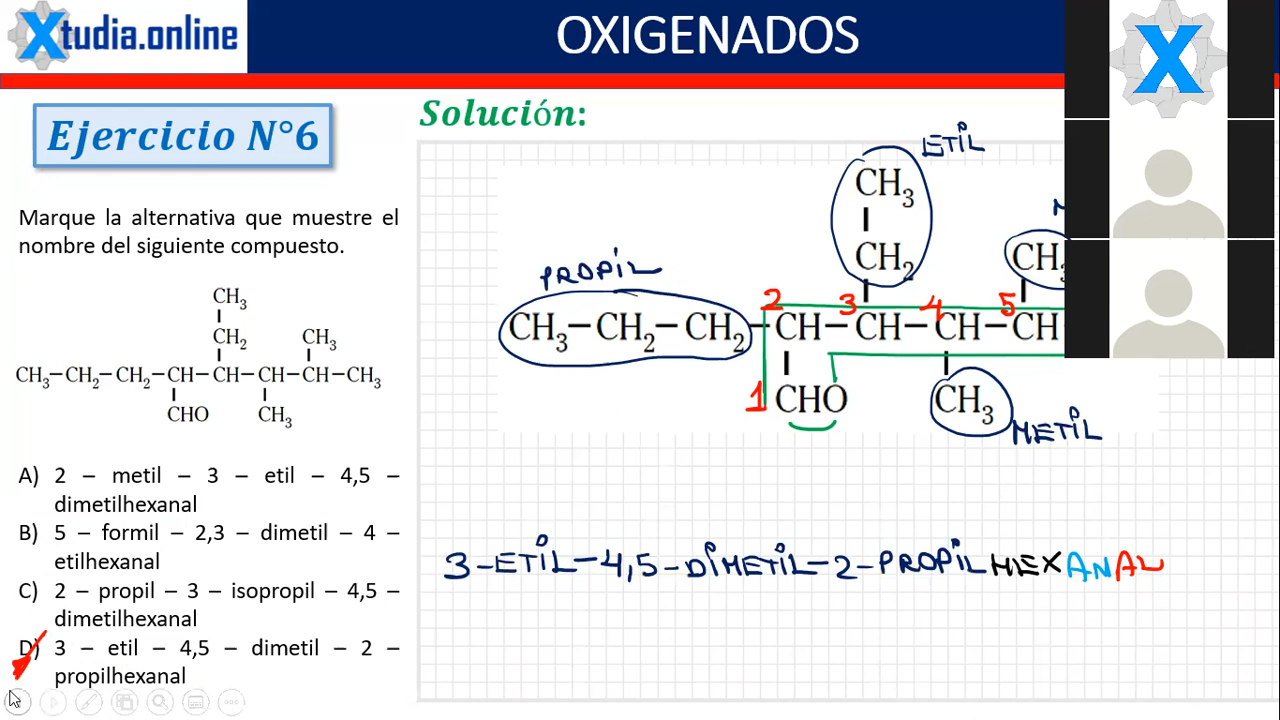 Xtudia.online
OXIGENADOS
X
Ejercicio N°6
Solución:
Marque la alternativa que muestre el
nombre del siguiente compuesto.
CH₃
CH₂ CH₃
CH₃–CH₂–CH₂–CH–CH–CH–CH–CH₃
CHO CH₃
A) 2 – metil – 3 – etil – 4,5 –
dimetilhexanal
B) 5 – formil – 2,3 – dimetil – 4 –
etilhexanal
C) 2 – propil – 3 – isopropil – 4,5 –
dimetilhexanal
D) 3 – etil – 4,5 – dimetil – 2 –
propilhexanal
ETIL
CH₃
PROPIL CH₂ CH₃
2 3 4 5
CH₃–CH₂–CH₂–CH–CH–CH–CH
1 CHO CH₃
METIL
3-ETIL-4,5-DIMETIL-2-PROPILHEXANAL